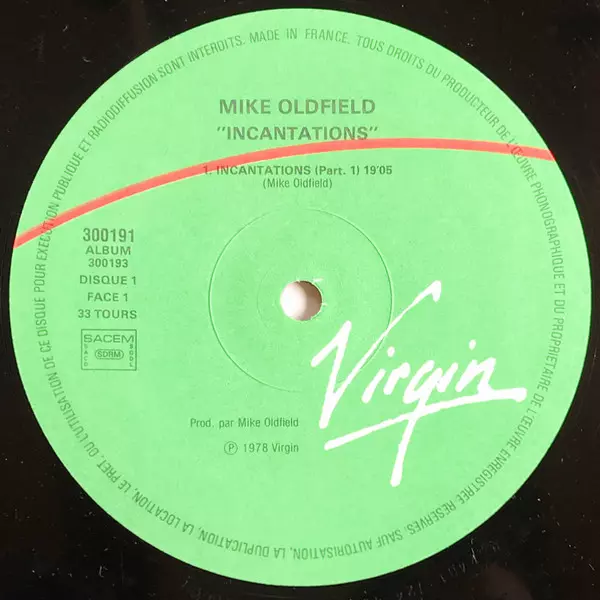 MIKE OLDFIELD
"INCANTATIONS"
1. INCANTATIONS (Part. 1) 19'05
(Mike Oldfield)
300191
ALBUM
300193
DISQUE 1
FACE 1
33 TOURS
SACEM
SACD
SDRM
SGDL
Virgin
Prod. par Mike Oldfield
Ⓟ 1978 Virgin
MADE IN FRANCE. TOUS DROITS DU PRODUCTEUR DE L'ŒUVRE PHONOGRAPHIQUE ET DU PROPRIETAIRE DE L'ŒUVRE ENREGISTREE RESERVES. SAUF AUTORISATION, LA DUPLICATION, LA LOCATION, LE PRET, OU L'UTILISATION DE CE DISQUE POUR EXECUTION PUBLIQUE ET RADIODIFFUSION SONT INTERDITS.